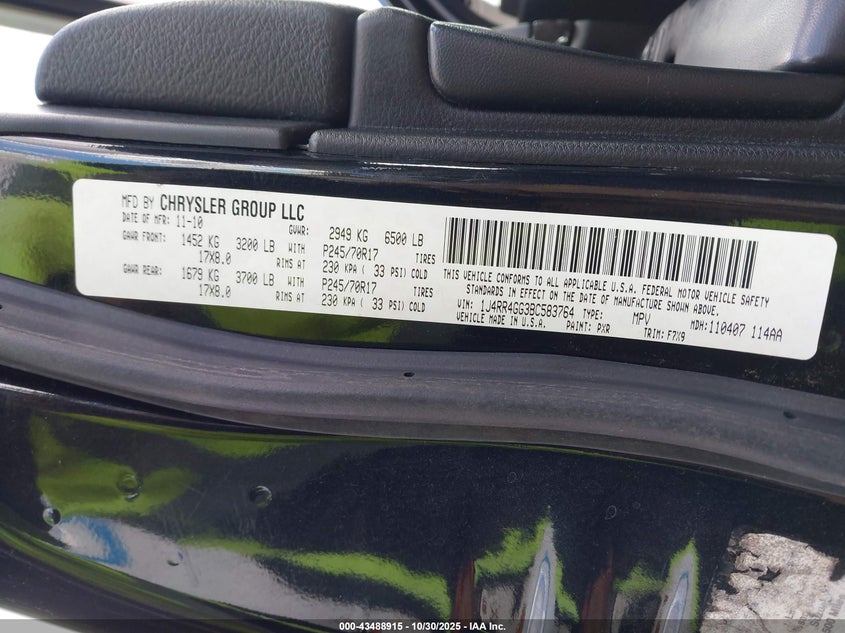 MFD BY CHRYSLER GROUP LLC
DATE OF MFR: 11-10 GVWR: 2949 KG 6500 LB
GAWR FRONT: 1452 KG 3200 LB WITH P245/70R17 TIRES
17X8.0 RIMS AT 230 KPA ( 33 PSI) COLD
GAWR REAR: 1679 KG 3700 LB WITH P245/70R17 TIRES
17X8.0 RIMS AT 230 KPA ( 33 PSI) COLD
THIS VEHICLE CONFORMS TO ALL APPLICABLE U.S.A. FEDERAL MOTOR VEHICLE SAFETY
STANDARDS IN EFFECT ON THE DATE OF MANUFACTURE SHOWN ABOVE.
VIN: 1J4RR4GG3BC583764 TYPE: MPV MDH:110407 114AA
VEHICLE MADE IN U.S.A. PAINT: PXR TRIM: F7X9
000-43488915 - 10/30/2025 - IAA Inc.